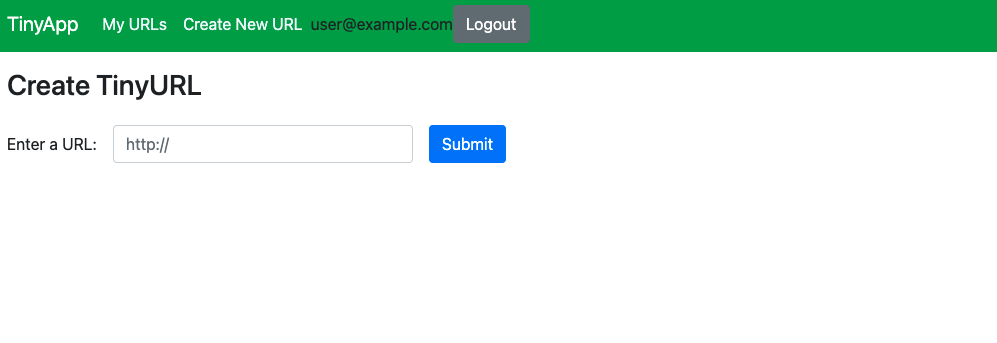 TinyApp My URLs Create New URL user@example.com Logout
Create TinyURL
Enter a URL: http:// Submit